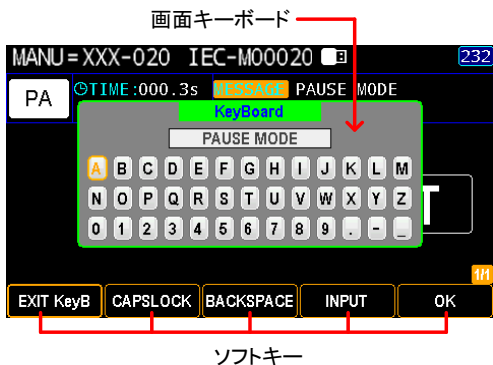 画面キーボード
MANU=XXX-020 IEC-M00020 232
PA TIME:000.3s MESSAGE PAUSE MODE
KeyBoard
PAUSE MODE
A B C D E F G H I J K L M
N O P Q R S T U V W X Y Z
0 1 2 3 4 5 6 7 8 9 . - _
T
1/1
EXIT KeyB CAPSLOCK BACKSPACE INPUT OK
ソフトキー